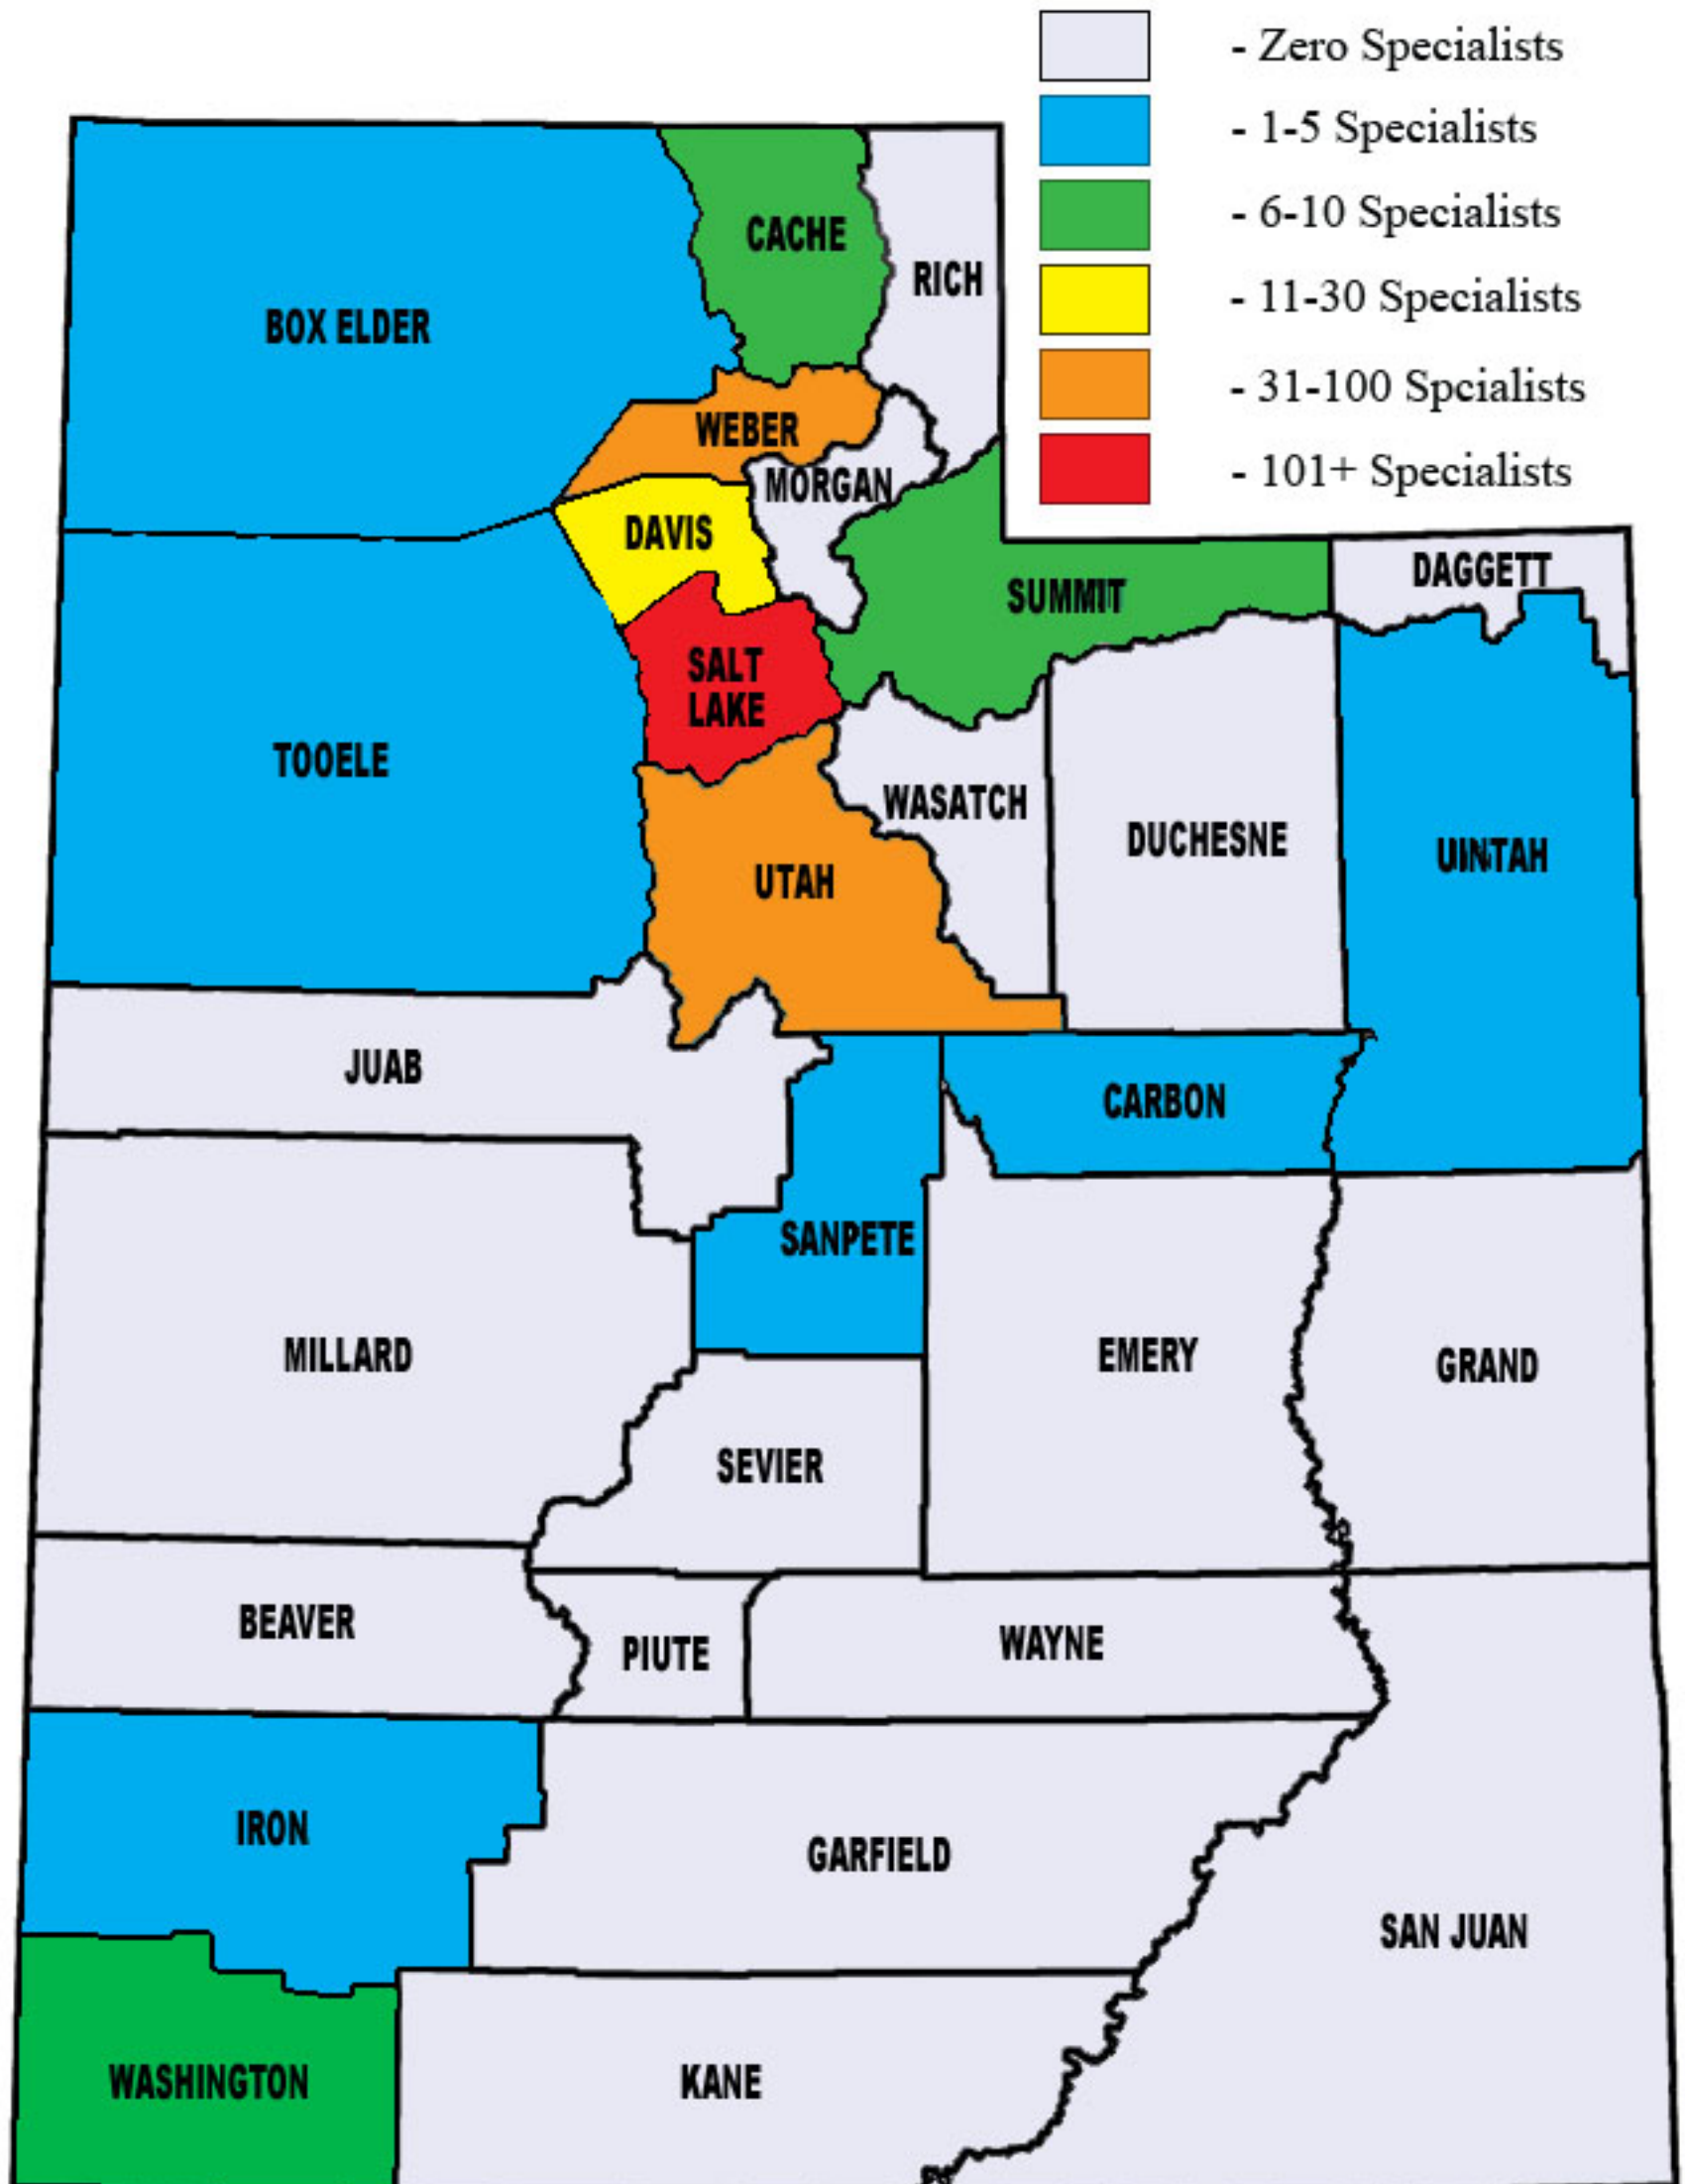 - Zero Specialists
- 1-5 Specialists
- 6-10 Specialists
- 11-30 Specialists
- 31-100 Spcialists
- 101+ Specialists
CACHE
RICH
BOX ELDER
WEBER
MORGAN
DAVIS
DAGGETT
SUMMIT
SALT
LAKE
TOOELE
WASATCH
DUCHESNE
UINTAH
UTAH
JUAB
CARBON
SANPETE
MILLARD
EMERY
GRAND
SEVIER
BEAVER
PIUTE
WAYNE
IRON
GARFIELD
SAN JUAN
WASHINGTON
KANE